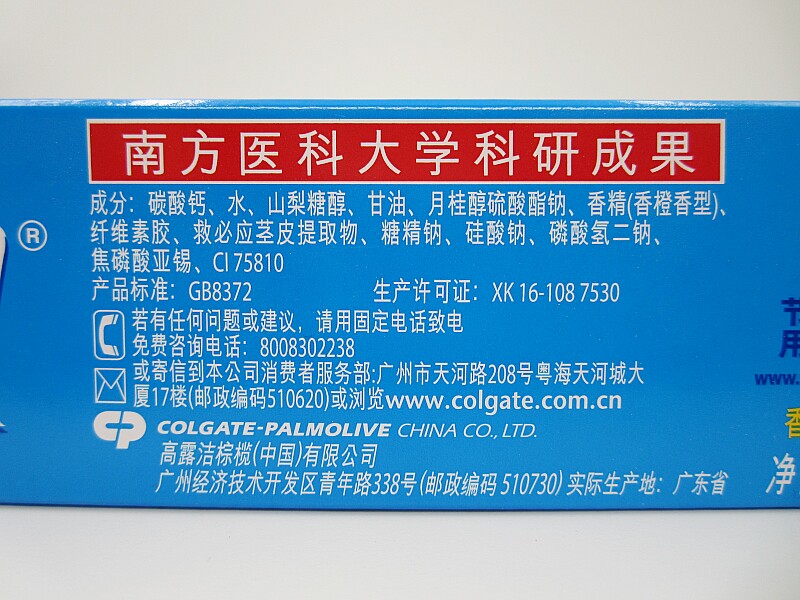 南方医科大学科研成果
成分：碳酸钙、水、山梨糖醇、甘油、月桂醇硫酸酯钠、香精(香橙香型)、
纤维素胶、救必应茎皮提取物、糖精钠、硅酸钠、磷酸氢二钠、
焦磷酸亚锡、CI 75810
产品标准：GB8372 生产许可证：XK 16-108 7530
若有任何问题或建议，请用固定电话致电
免费咨询电话：8008302238
或寄信到本公司消费者服务部:广州市天河路208号粤海天河城大
厦17楼(邮政编码510620)或浏览www.colgate.com.cn
CP COLGATE-PALMOLIVE CHINA CO., LTD.
高露洁棕榄(中国)有限公司
广州经济技术开发区青年路338号(邮政编码 510730) 实际生产地：广东省
®
节
用
www.
香
净